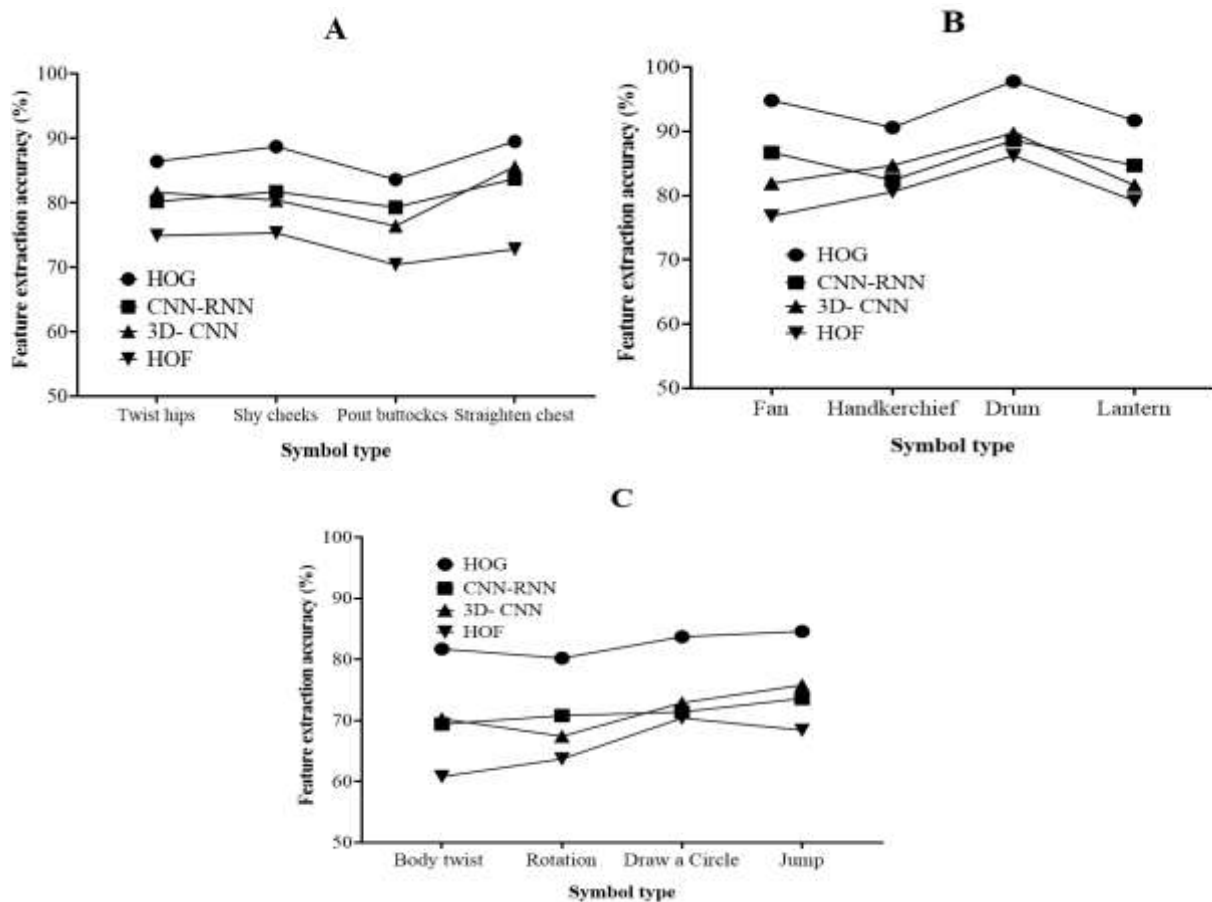 A
Feature extraction accuracy (%)
100
90
80
70
60
50
HOG
CNN-RNN
3D- CNN
HOF
Twist hips Shy cheeks Pout buttockcs Straighten chest
Symbol type
B
Feature extraction accuracy (%)
100
90
80
70
60
50
HOG
CNN-RNN
3D- CNN
HOF
Fan Handkerchief Drum Lantern
Symbol type
C
Feature extraction accuracy (%)
100
90
80
70
60
50
HOG
CNN-RNN
3D- CNN
HOF
Body twist Rotation Draw a Circle Jump
Symbol type